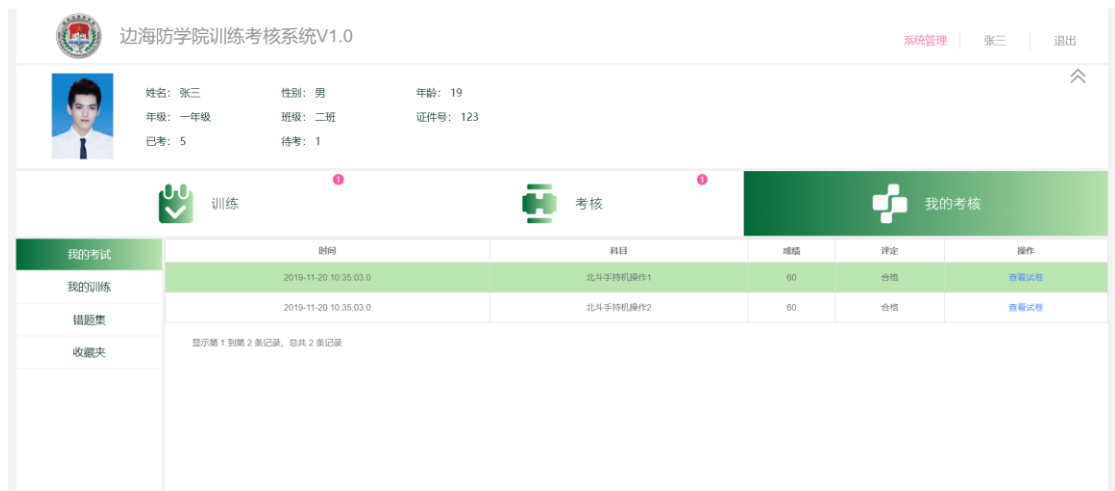 边海防学院训练考核系统V1.0
系统管理 张三 退出
姓名：张三 性别：男 年龄：19
年级：一年级 班级：二班 证件号：123
已考：5 待考：1
训练 1 考核 1 我的考核
我的考试 时间 科目 成绩 评定 操作
2019-11-20 10:35:03.0 北斗手持机操作1 60 合格 查看试卷
我的训练
2019-11-20 10:35:03.0 北斗手持机操作2 60 合格 查看试卷
错题集
显示第 1 到第 2 条记录，总共 2 条记录
收藏夹